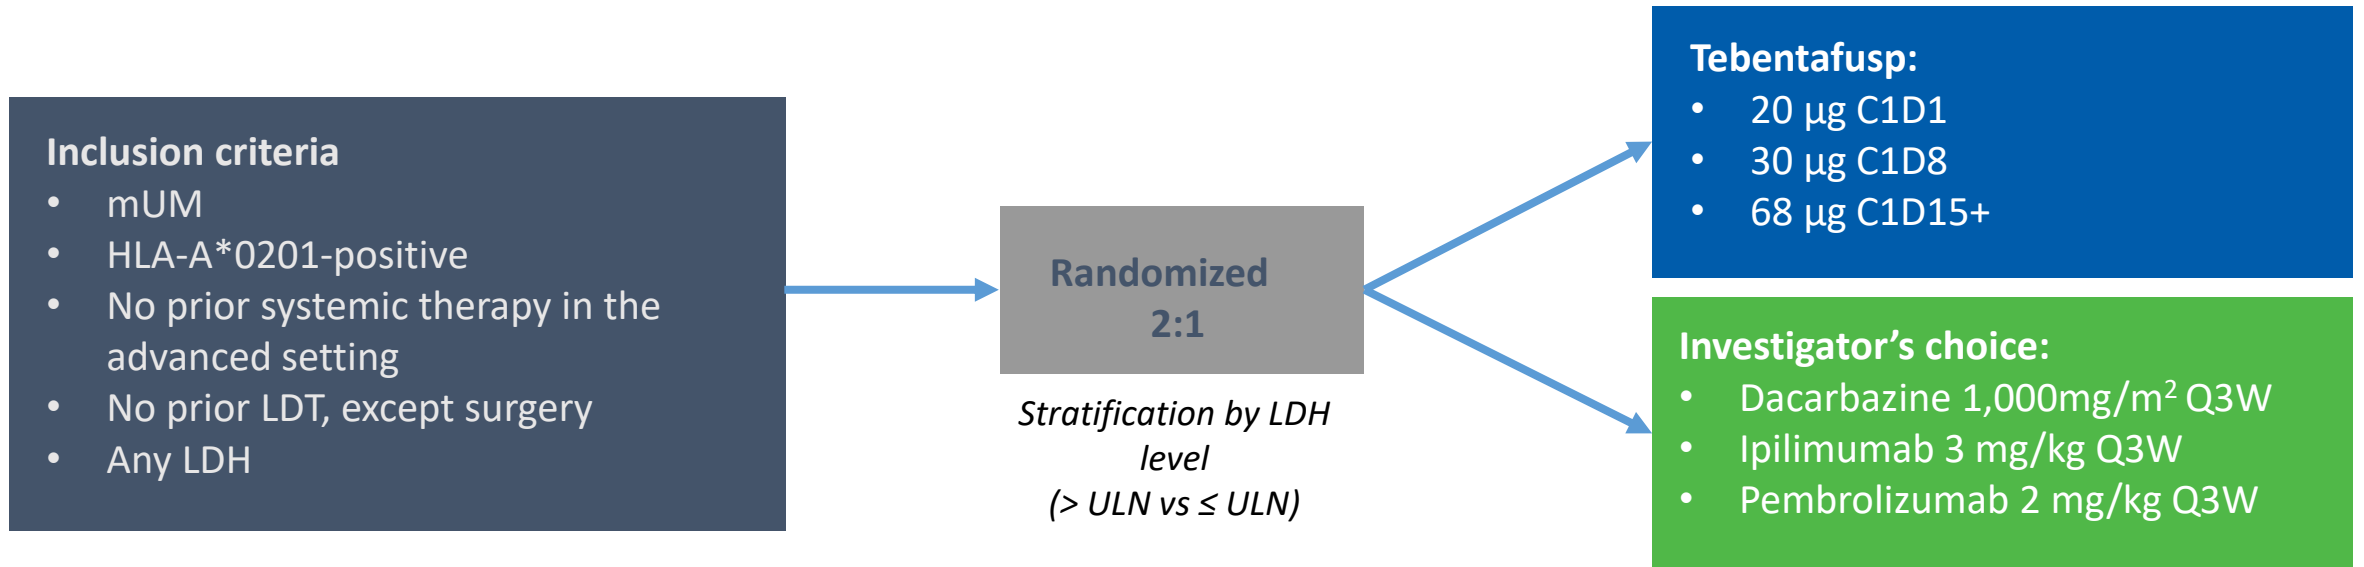 Inclusion criteria
• mUM
• HLA-A*0201-positive
• No prior systemic therapy in the
advanced setting
• No prior LDT, except surgery
• Any LDH
Randomized
2:1
Stratification by LDH
level
(> ULN vs ≤ ULN)
Tebentafusp:
• 20 µg C1D1
• 30 µg C1D8
• 68 µg C1D15+
Investigator’s choice:
• Dacarbazine 1,000mg/m² Q3W
• Ipilimumab 3 mg/kg Q3W
• Pembrolizumab 2 mg/kg Q3W